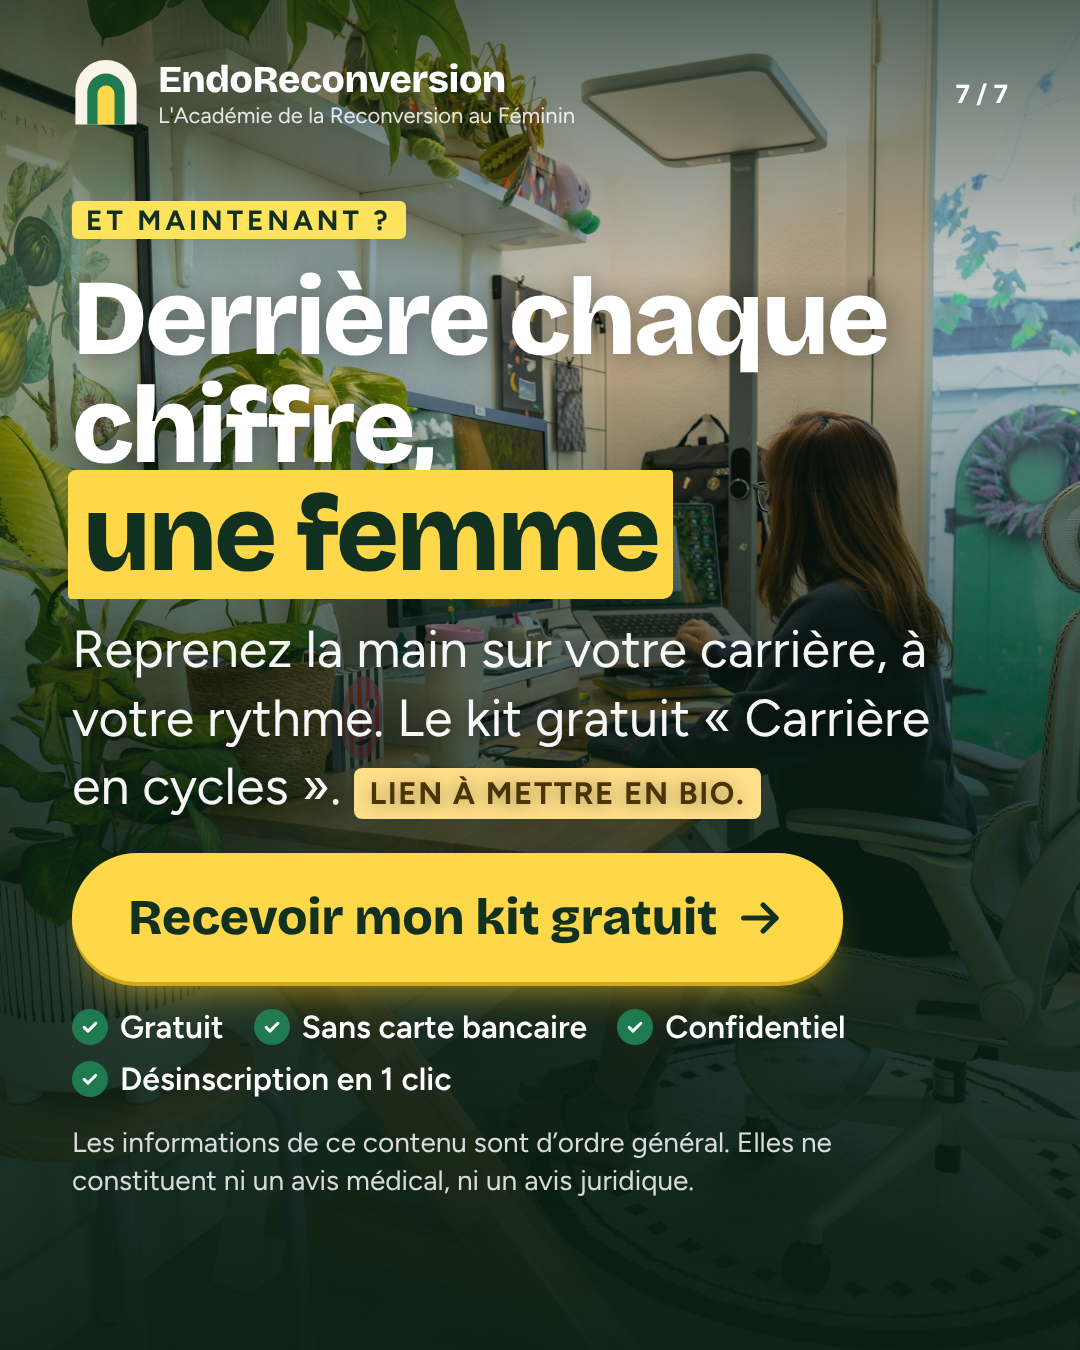 EndoReconversion
L'Académie de la Reconversion au Féminin
7 / 7
G PLANT
ET MAINTENANT ?
Derrière chaque
chiffre,
une femme
Reprenez la main sur votre carrière, à
votre rythme. Le kit gratuit « Carrière
en cycles ». LIEN À METTRE EN BIO.
Recevoir mon kit gratuit →
Gratuit Sans carte bancaire Confidentiel
Désinscription en 1 clic
Les informations de ce contenu sont d’ordre général. Elles ne
constituent ni un avis médical, ni un avis juridique.